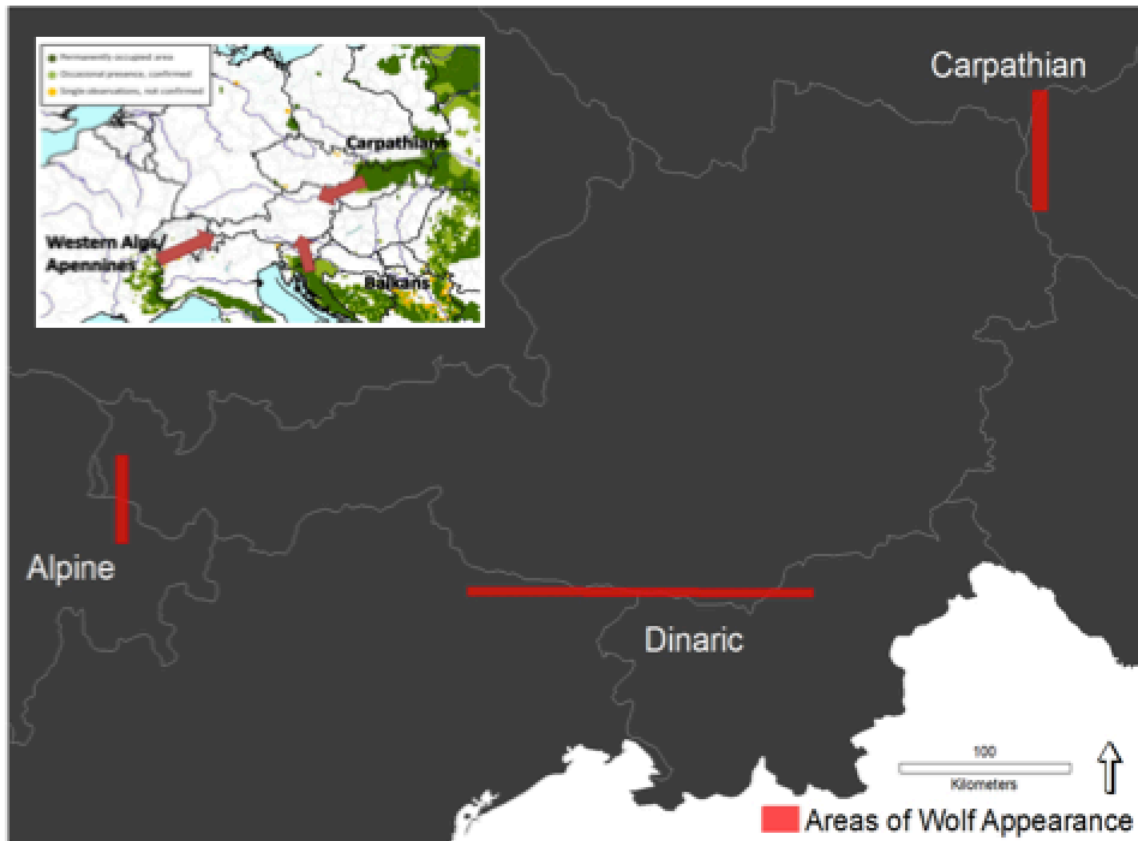 Carpathian
Permanently occupied area
Occasional presence, confirmed
Single observations, not confirmed
Carpathians
Western Alps/
Apennines
Balkans
Alpine
Dinaric
100
Kilometers
Areas of Wolf Appearance